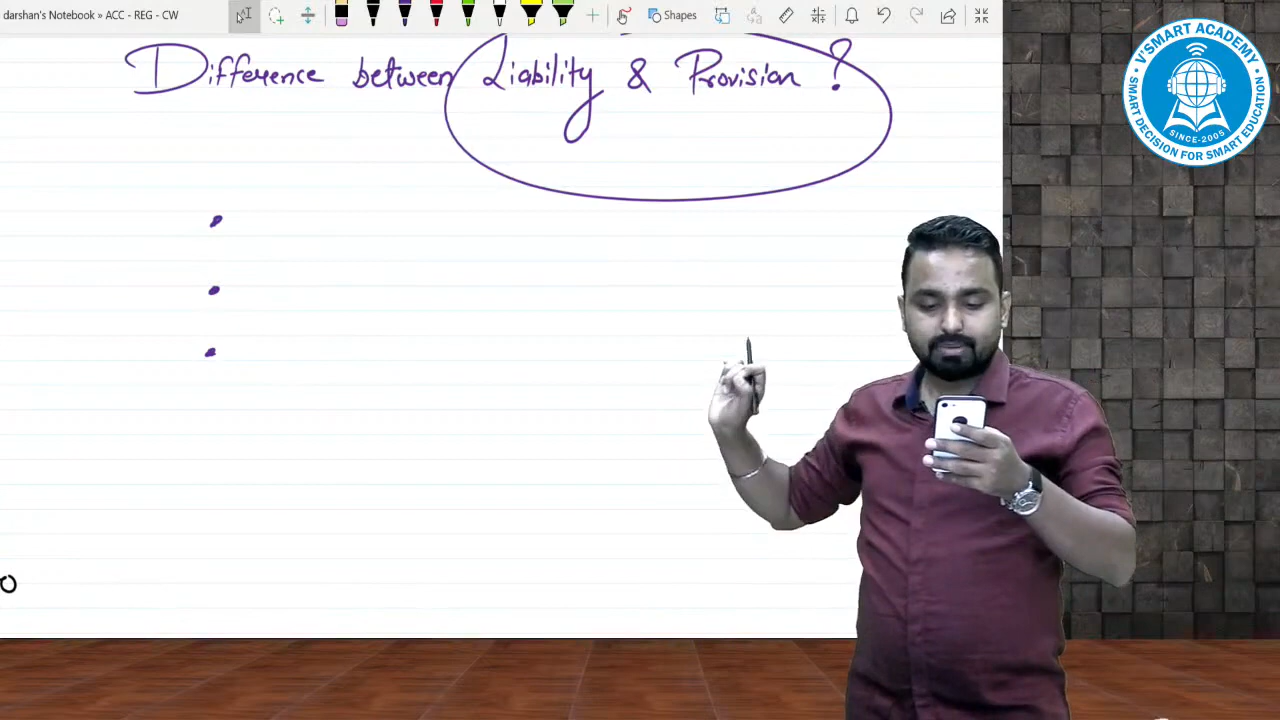 darshan's Notebook » ACC - REG - CW
Shapes
Difference between Liability & Provision ?
V'SMART ACADEMY
SINCE-2005
SMART DECISION FOR SMART EDUCATION